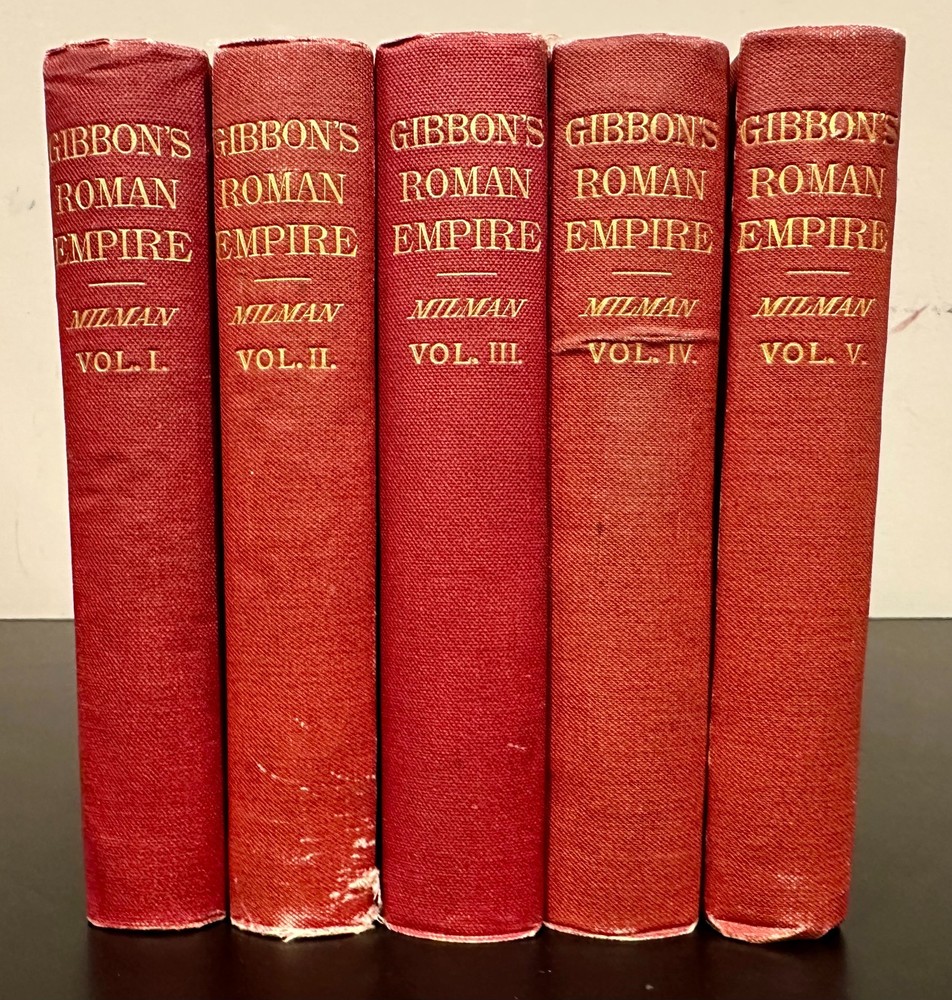 GIBBON'S
ROMAN
EMPIRE
MILMAN
VOL. I.
GIBBON'S
ROMAN
EMPIRE
MILMAN
VOL. II.
GIBBON'S
ROMAN
EMPIRE
MILMAN
VOL. III.
GIBBON'S
ROMAN
EMPIRE
MILMAN
VOL. IV.
GIBBON'S
ROMAN
EMPIRE
MILMAN
VOL. V.